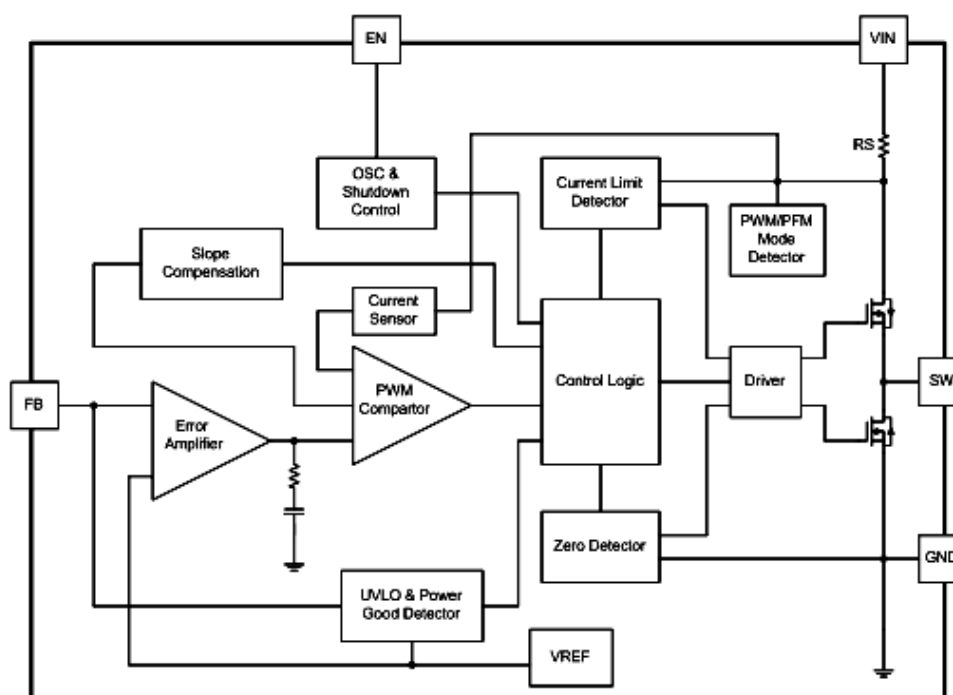 EN
VIN
RS
OSC &
Shutdown
Control
Current Limit
Detector
PWM/PFM
Mode
Detector
Slope
Compensation
Current
Sensor
PWM
Compartor
Control Logic
Driver
SW
FB
Error
Amplifier
Zero Detector
GND
UVLO & Power
Good Detector
VREF